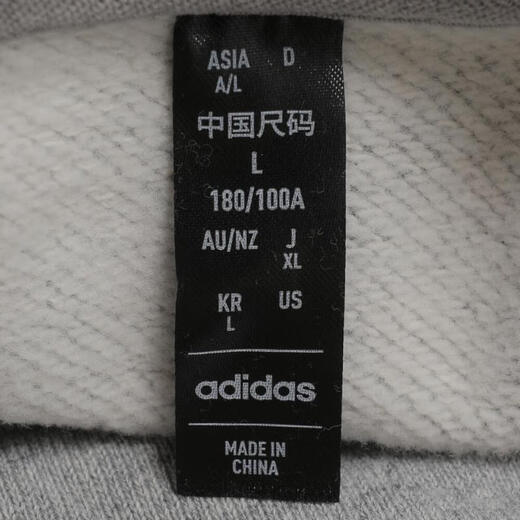 ASIA D
A/L
中国尺码
L
180/100A
AU/NZ J
XL
KR US
L
adidas
MADE IN
CHINA